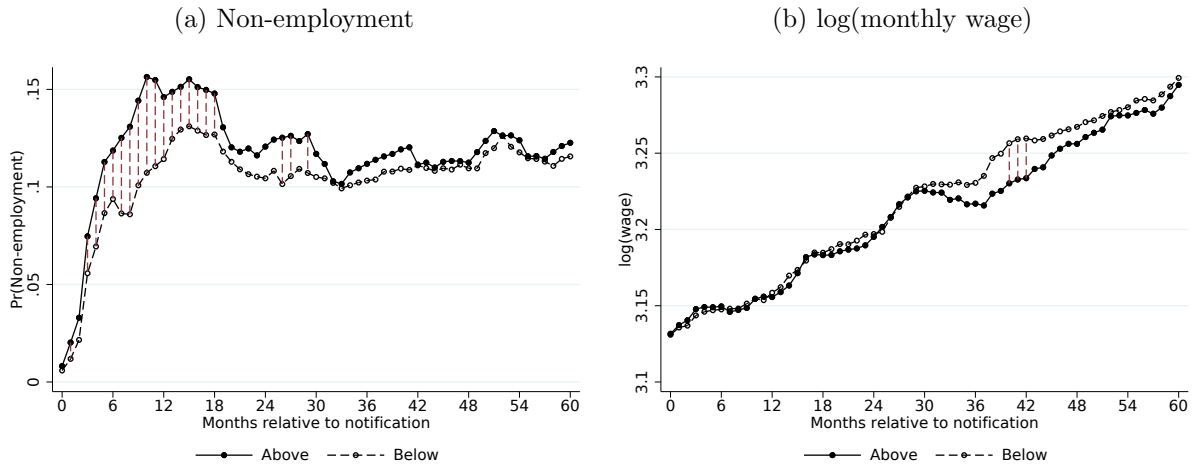 (a) Non-employment
.15
.1
.05
0
Pr(Non-employment)
0 6 12 18 24 30 36 42 48 54 60
Months relative to notification
Above Below
(b) log(monthly wage)
3.3
3.25
3.2
3.15
3.1
log(wage)
0 6 12 18 24 30 36 42 48 54 60
Months relative to notification
Above Below